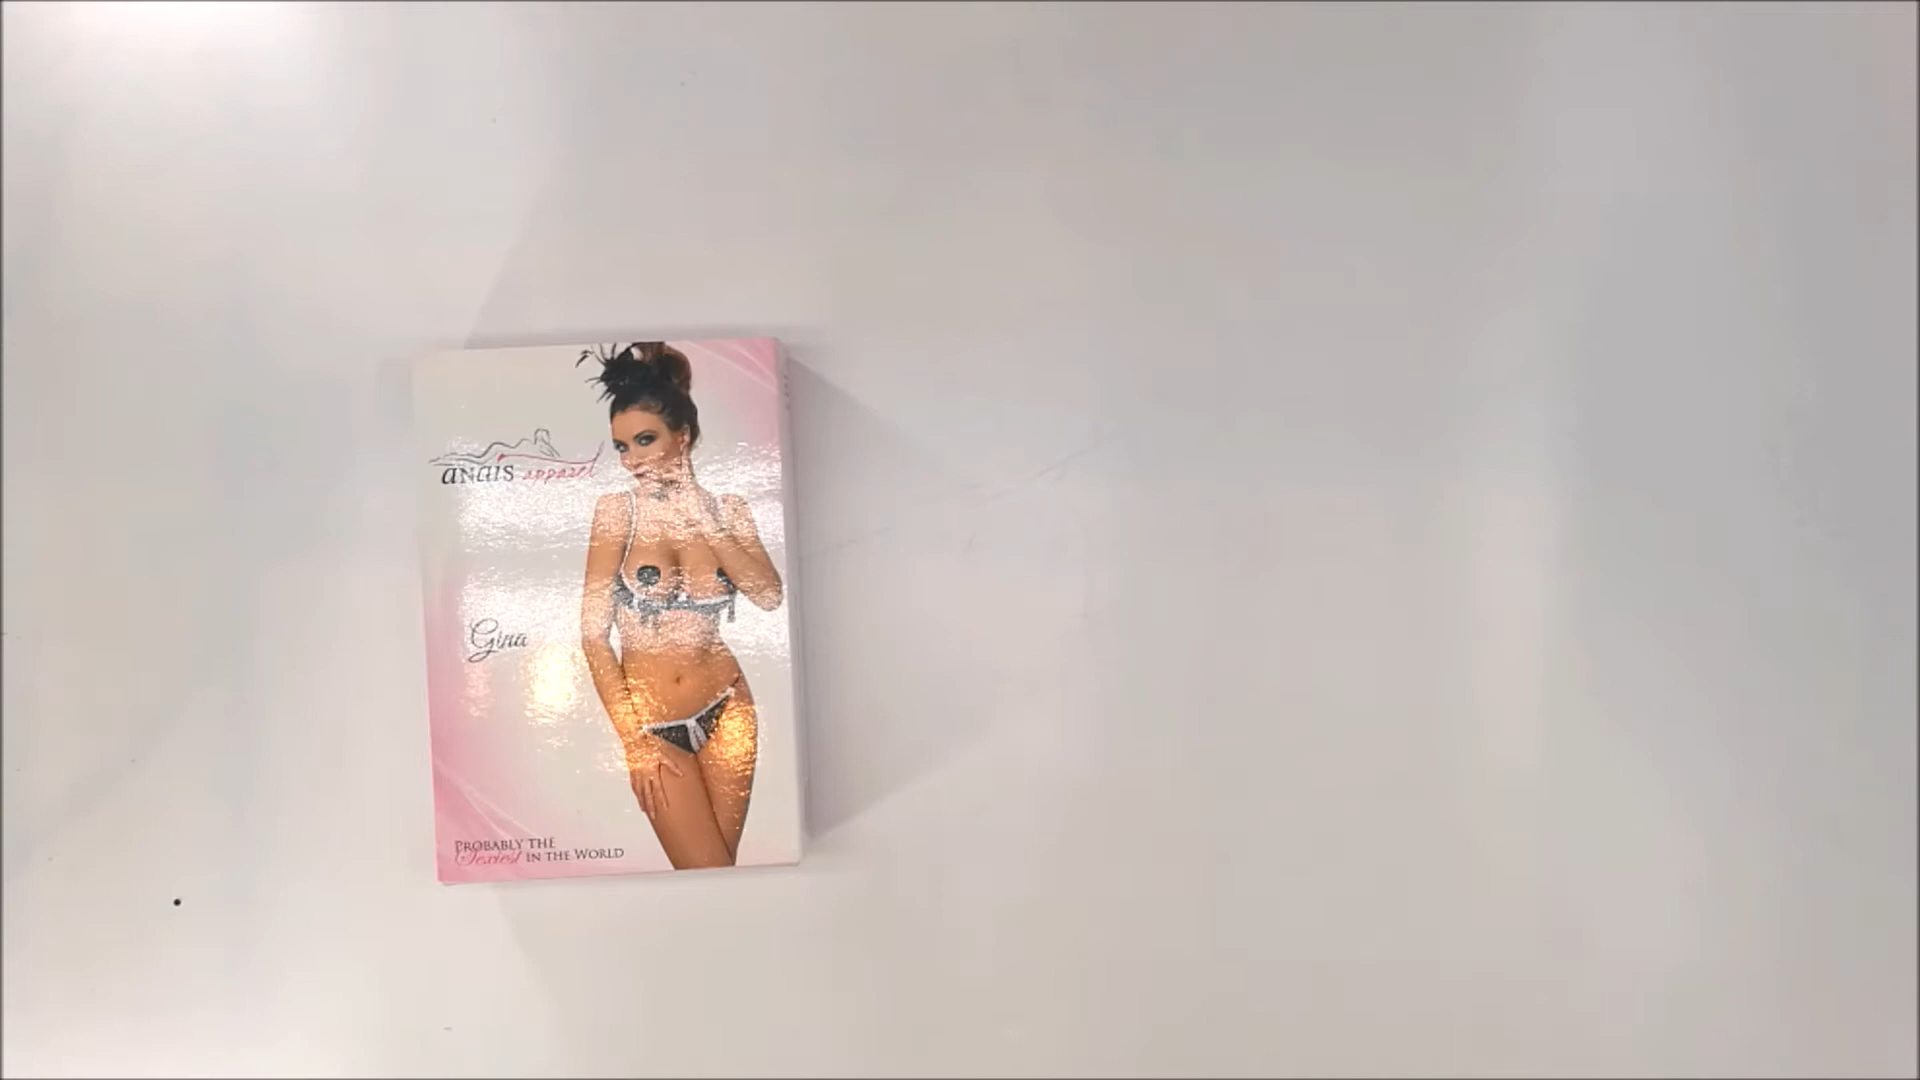 anais apparel
Gina
PROBABLY THE
Sexiest IN THE WORLD